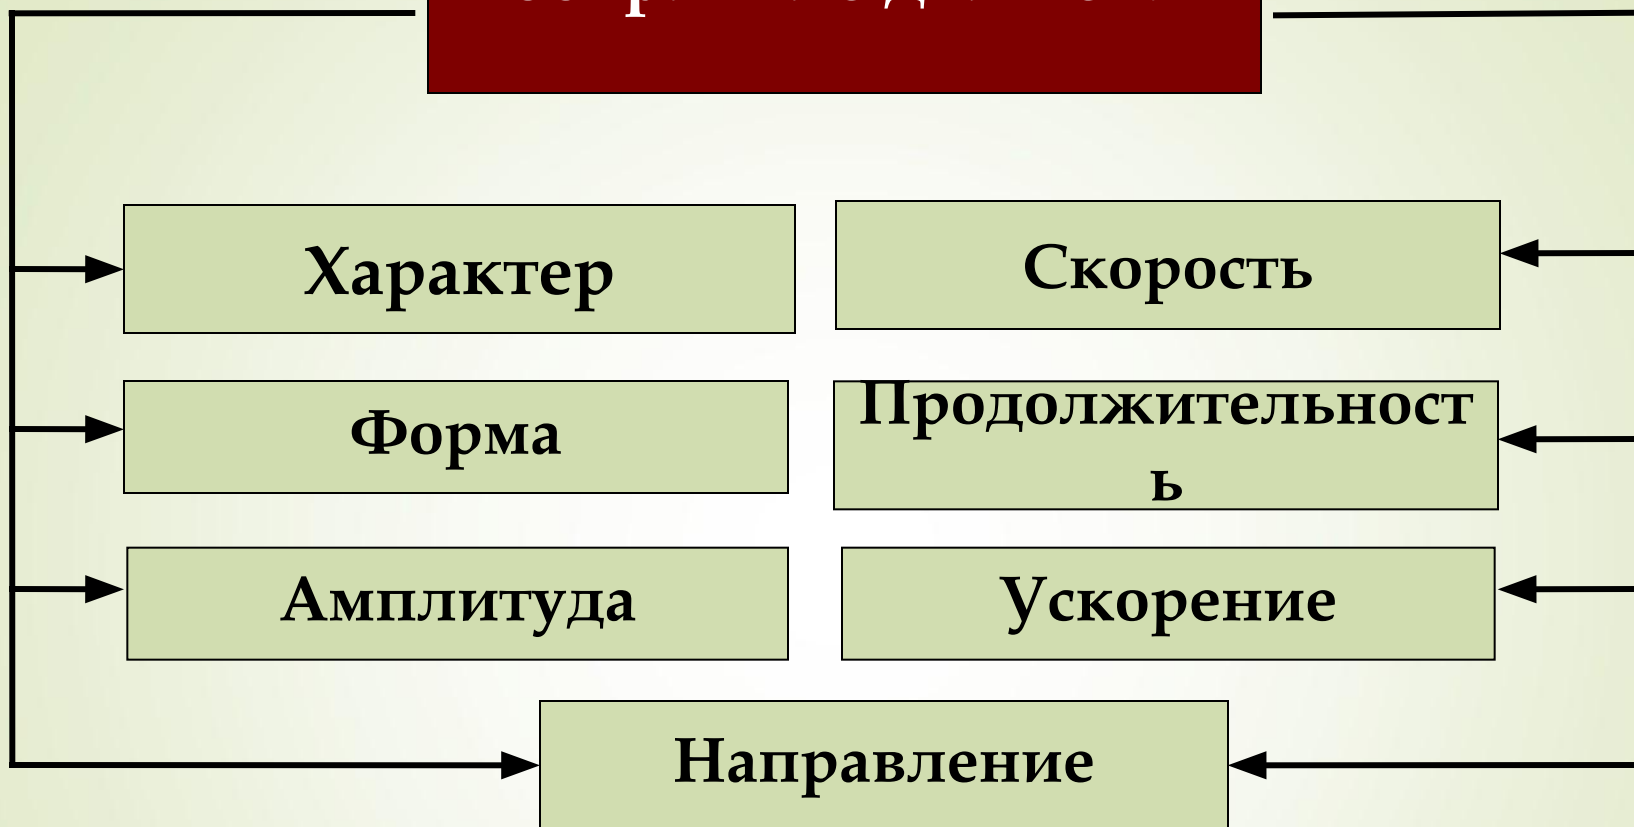 Характер
Скорость
Форма
Продолжительност
ь
Амплитуда
Ускорение
Направление